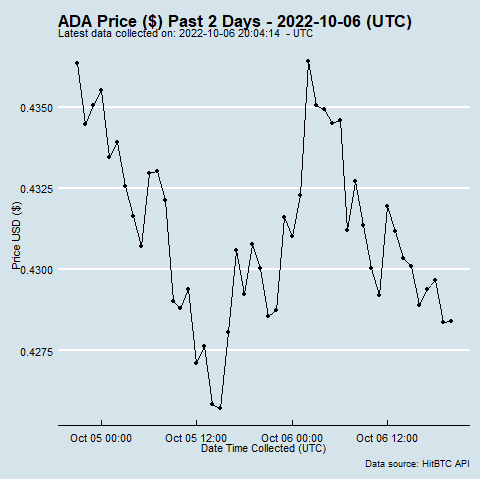 ADA Price ($) Past 2 Days - 2022-10-06 (UTC)
Latest data collected on: 2022-10-06 20:04:14 - UTC
Price USD ($)
0.4350
0.4325
0.4300
0.4275
Oct 05 00:00 Oct 05 12:00 Oct 06 00:00 Oct 06 12:00
Date Time Collected (UTC)
Data source: HitBTC API